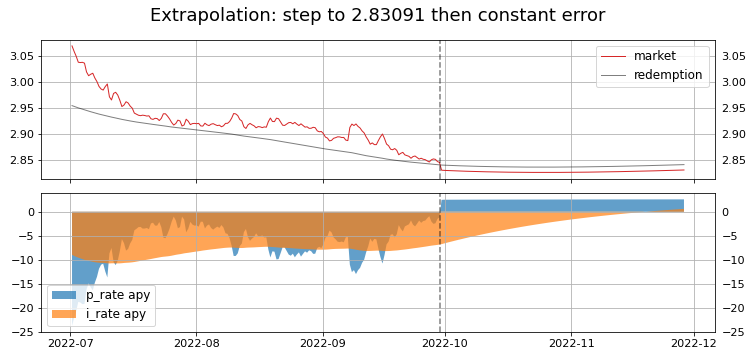 Extrapolation: step to 2.83091 then constant error
3.05 3.05
3.00 3.00
2.95 2.95
2.90 2.90
2.85 2.85
market
redemption
0 0
−5 −5
−10 −10
−15 −15
−20 −20
−25 −25
p_rate apy
i_rate apy
2022-07 2022-08 2022-09 2022-10 2022-11 2022-12